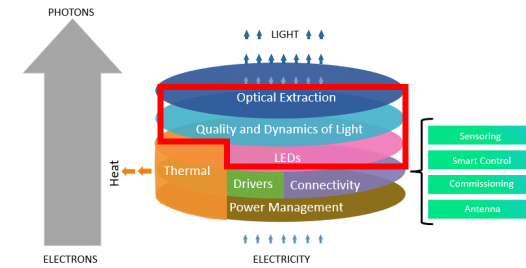 PHOTONS
LIGHT
Optical Extraction
Quality and Dynamics of Light
LEDs
Thermal
Heat
Drivers
Connectivity
Power Management
Sensoring
Smart Control
Commissioning
Antenna
ELECTRONS
ELECTRICITY